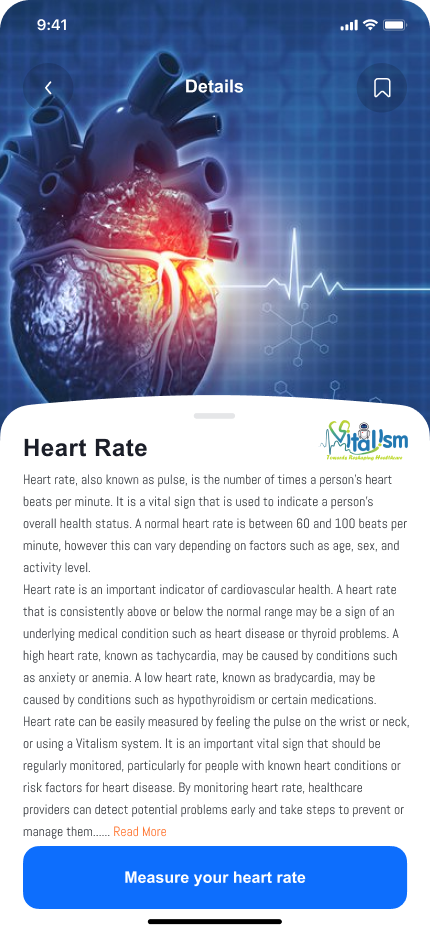 9:41
Details
Vitalism
Towards Reshaping Healthcare
Heart Rate
Heart rate, also known as pulse, is the number of times a person's heart
beats per minute. It is a vital sign that is used to indicate a person's
overall health status. A normal heart rate is between 60 and 100 beats per
minute, however this can vary depending on factors such as age, sex, and
activity level.
Heart rate is an important indicator of cardiovascular health. A heart rate
that is consistently above or below the normal range may be a sign of an
underlying medical condition such as heart disease or thyroid problems. A
high heart rate, known as tachycardia, may be caused by conditions such
as anxiety or anemia. A low heart rate, known as bradycardia, may be
caused by conditions such as hypothyroidism or certain medications.
Heart rate can be easily measured by feeling the pulse on the wrist or neck,
or using a Vitalism system. It is an important vital sign that should be
regularly monitored, particularly for people with known heart conditions or
risk factors for heart disease. By monitoring heart rate, healthcare
providers can detect potential problems early and take steps to prevent or
manage them...... Read More
Measure your heart rate